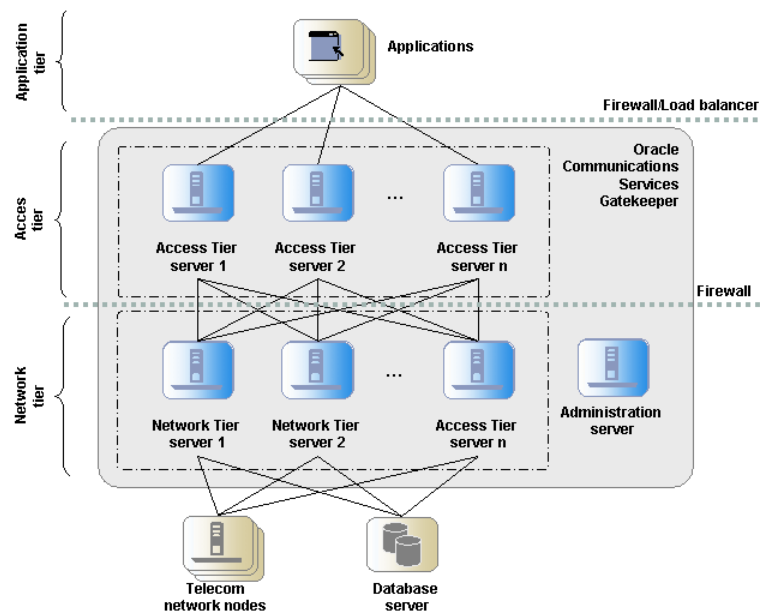 Application
tier
Applications
Firewall/Load balancer
Oracle
Communications
Services
Gatekeeper
Acces
tier
...
Access Tier
server 1
Access Tier
server 2
Access Tier
server n
Firewall
Network
tier
...
Network Tier
server 1
Network Tier
server 2
Access Tier
server n
Administration
server
Telecom
network nodes
Database
server